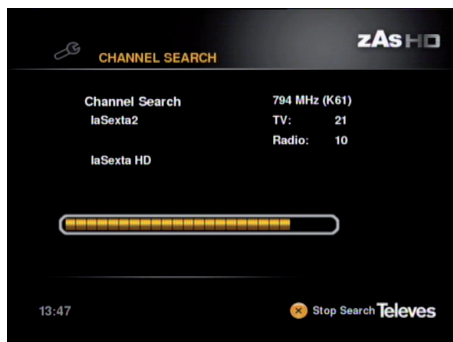 zAs HD
CHANNEL SEARCH
Channel Search 794 MHz (K61)
laSexta2 TV: 21
Radio: 10
laSexta HD
13:47 Stop Search Televes